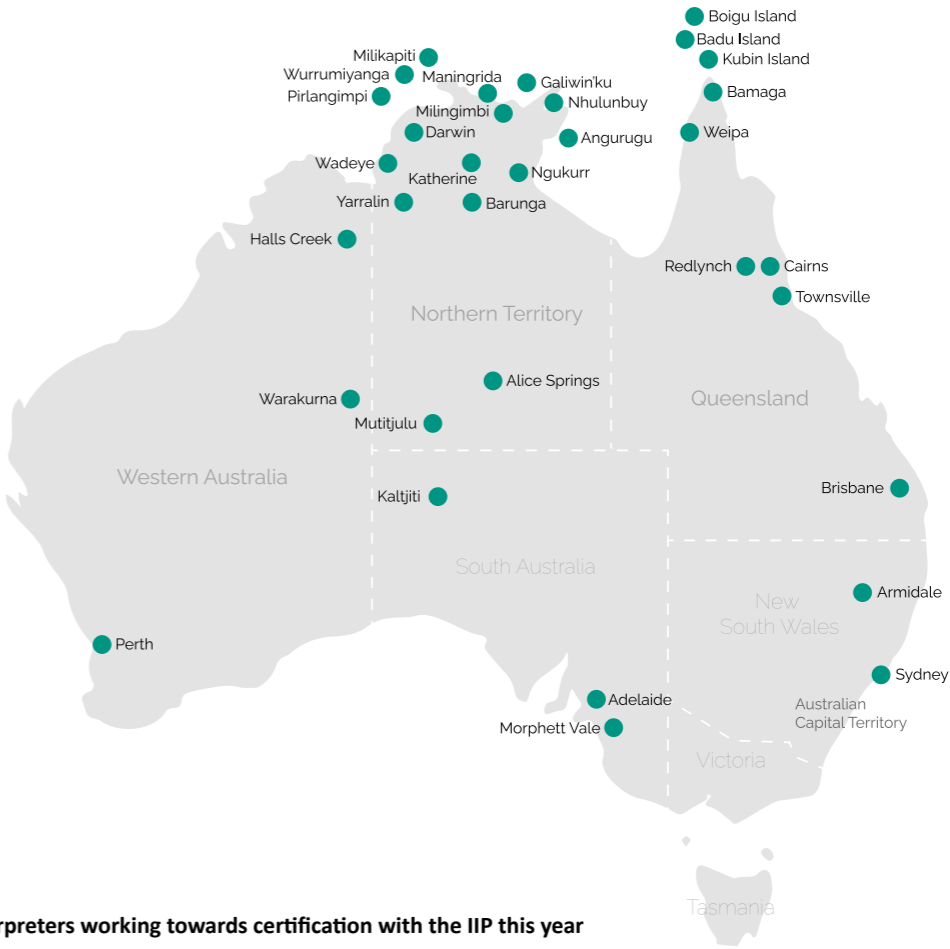 Boigu Island
Badu Island
Kubin Island
Milikapiti
Wurrumiyanga
Maningrida
Galiwin'ku
Pirlangimpi
Nhulunbuy
Bamaga
Milingimbi
Darwin
Angurugu
Weipa
Wadeye
Katherine
Ngukurr
Yarralin
Barunga
Halls Creek
Redlynch
Cairns
Townsville
Northern Territory
Alice Springs
Warakurna
Queensland
Mutitjulu
Western Australia
Kaltjiti
Brisbane
South Australia
Armidale
New
South Wales
Perth
Sydney
Adelaide
Australian
Capital Territory
Morphett Vale
Victoria
Tasmania
rpreters working towards certification with the IIP this year